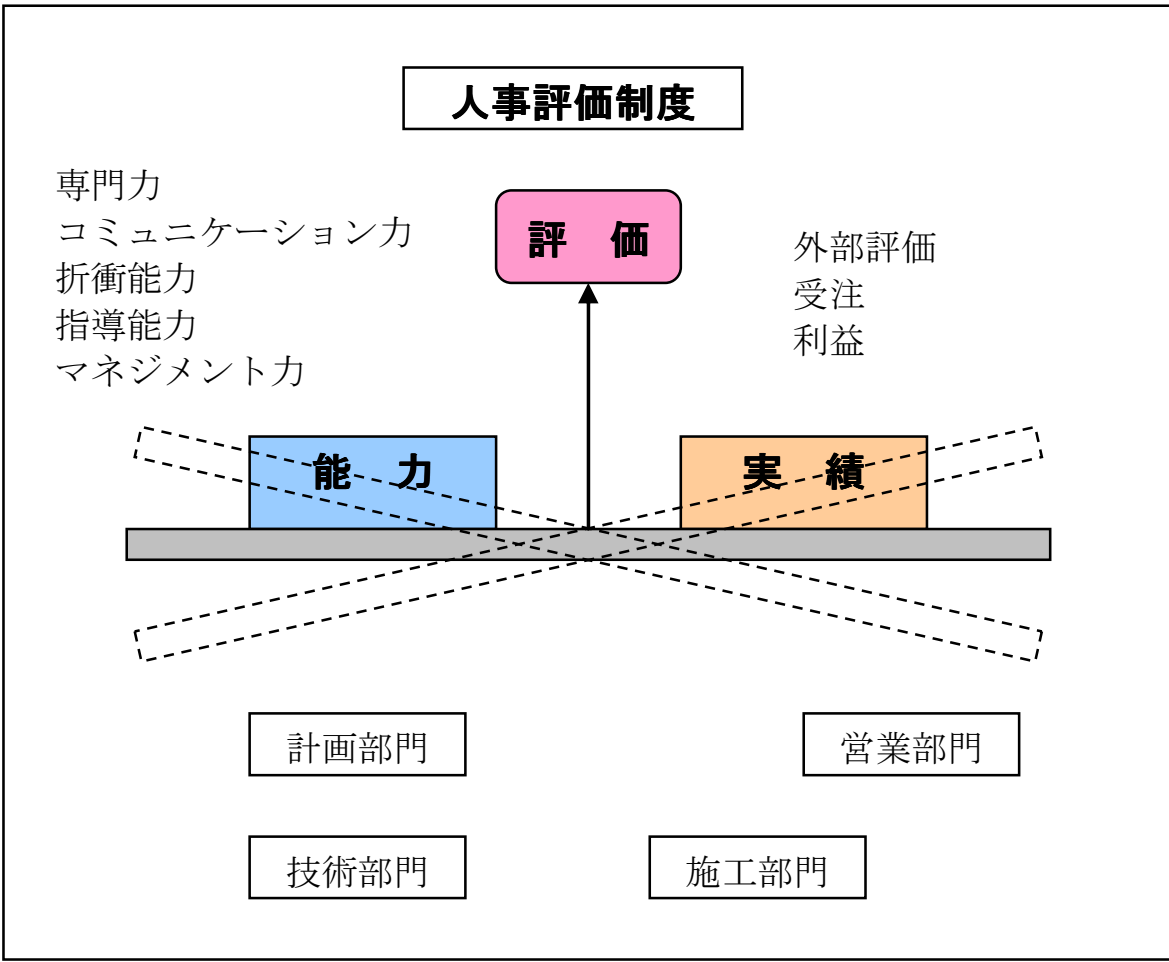 人事評価制度
専門力
コミュニケーション力
折衝能力
指導能力
マネジメント力
評　価
外部評価
受注
利益
能　力
実　績
計画部門
営業部門
技術部門
施工部門